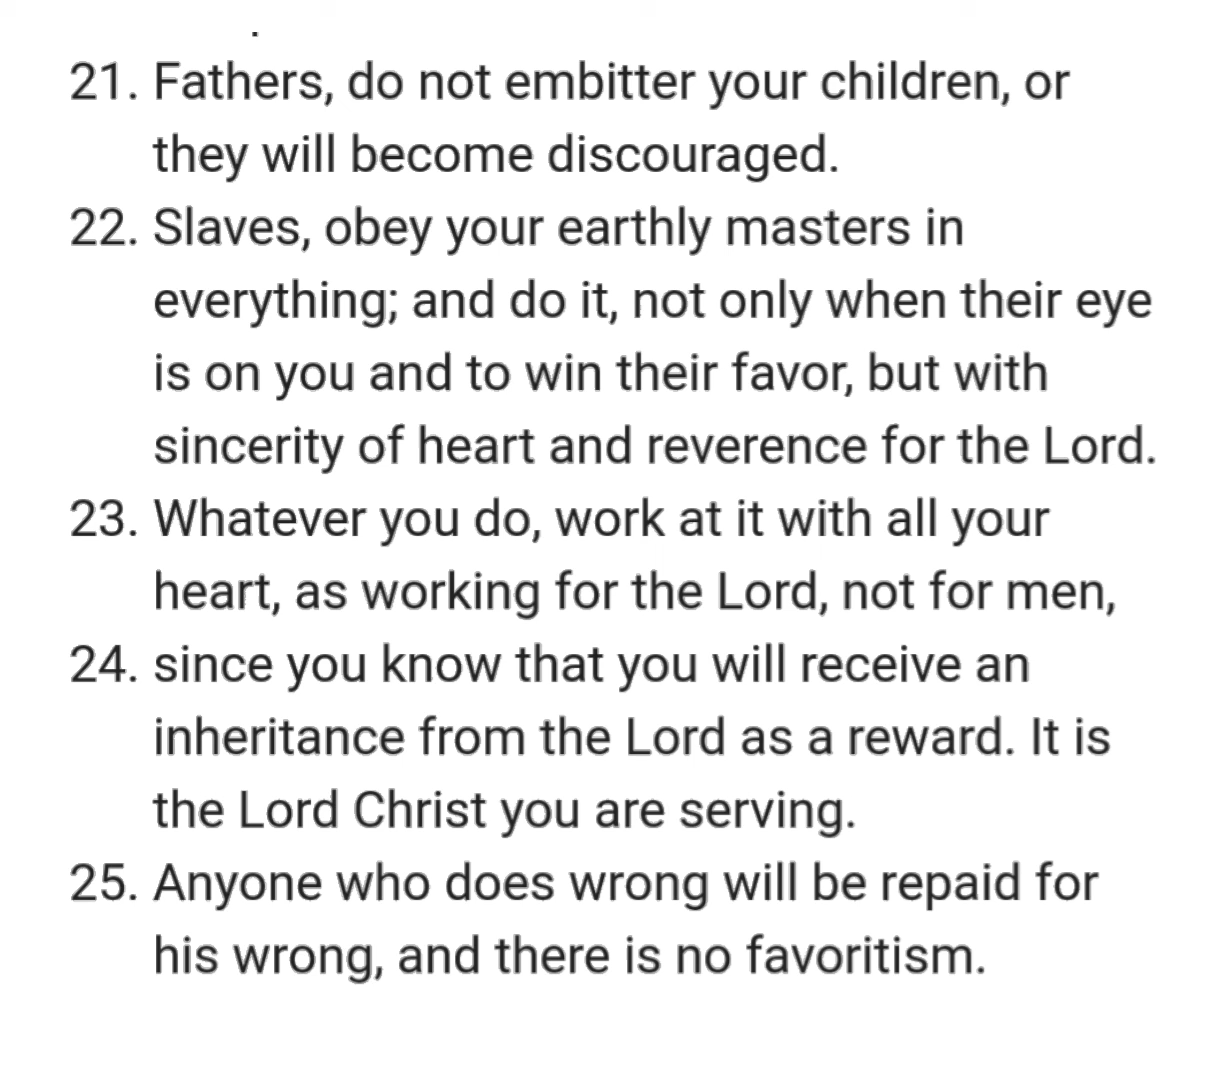 21. Fathers, do not embitter your children, or
they will become discouraged.
22. Slaves, obey your earthly masters in
everything; and do it, not only when their eye
is on you and to win their favor, but with
sincerity of heart and reverence for the Lord.
23. Whatever you do, work at it with all your
heart, as working for the Lord, not for men,
24. since you know that you will receive an
inheritance from the Lord as a reward. It is
the Lord Christ you are serving.
25. Anyone who does wrong will be repaid for
his wrong, and there is no favoritism.